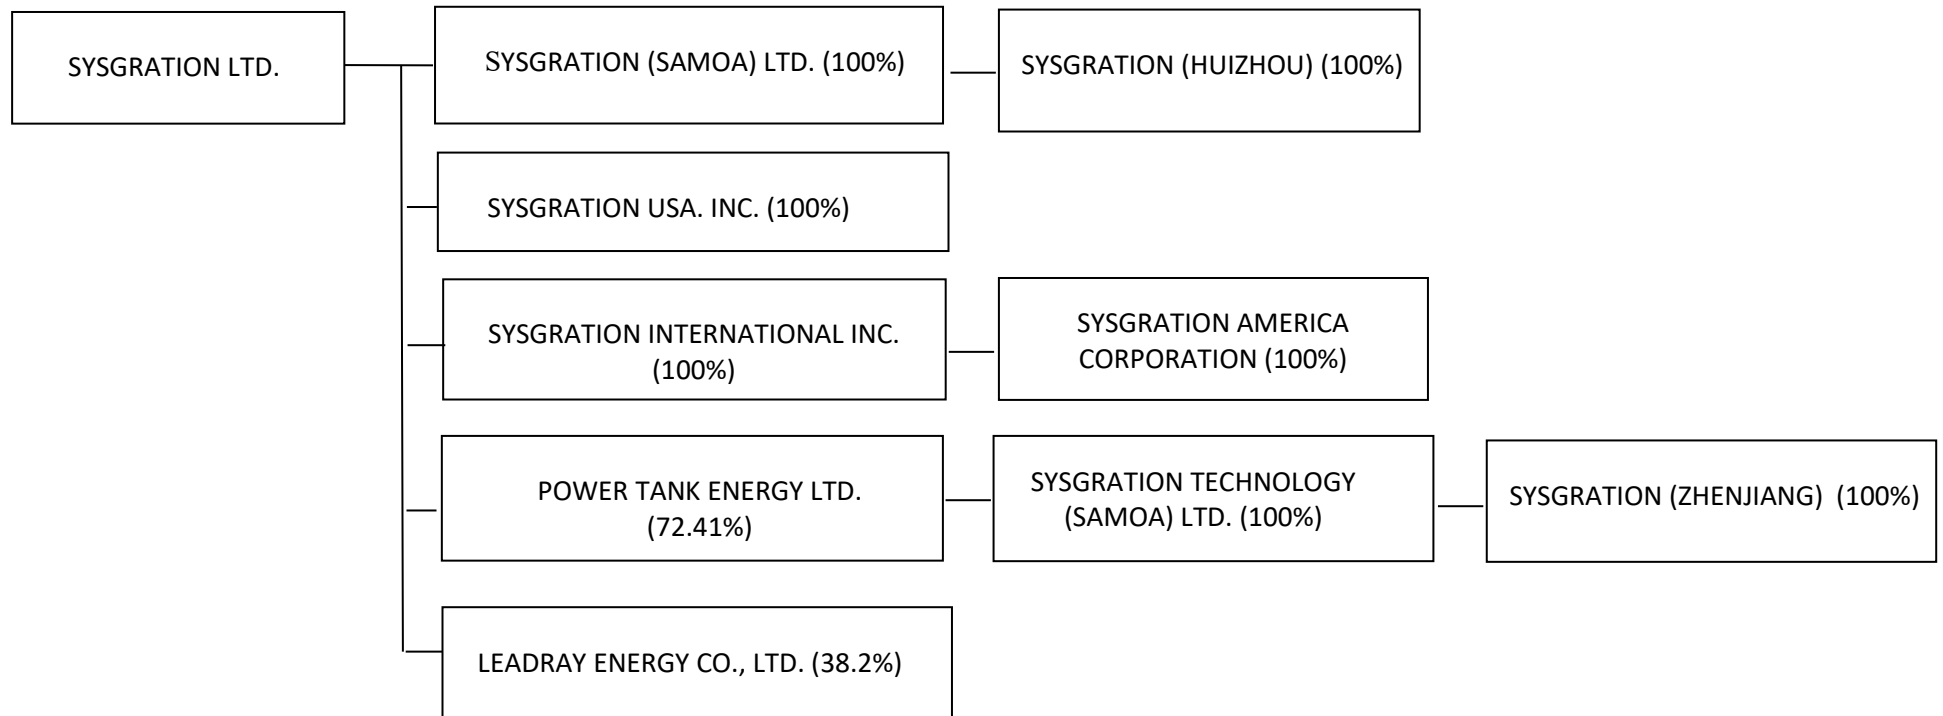 SYSGRATION LTD.
SYSGRATION (SAMOA) LTD. (100%)
SYSGRATION (HUIZHOU) (100%)
SYSGRATION USA. INC. (100%)
SYSGRATION INTERNATIONAL INC.
(100%)
SYSGRATION AMERICA
CORPORATION (100%)
POWER TANK ENERGY LTD.
(72.41%)
SYSGRATION TECHNOLOGY
(SAMOA) LTD. (100%)
SYSGRATION (ZHENJIANG)  (100%)
LEADRAY ENERGY CO., LTD. (38.2%)